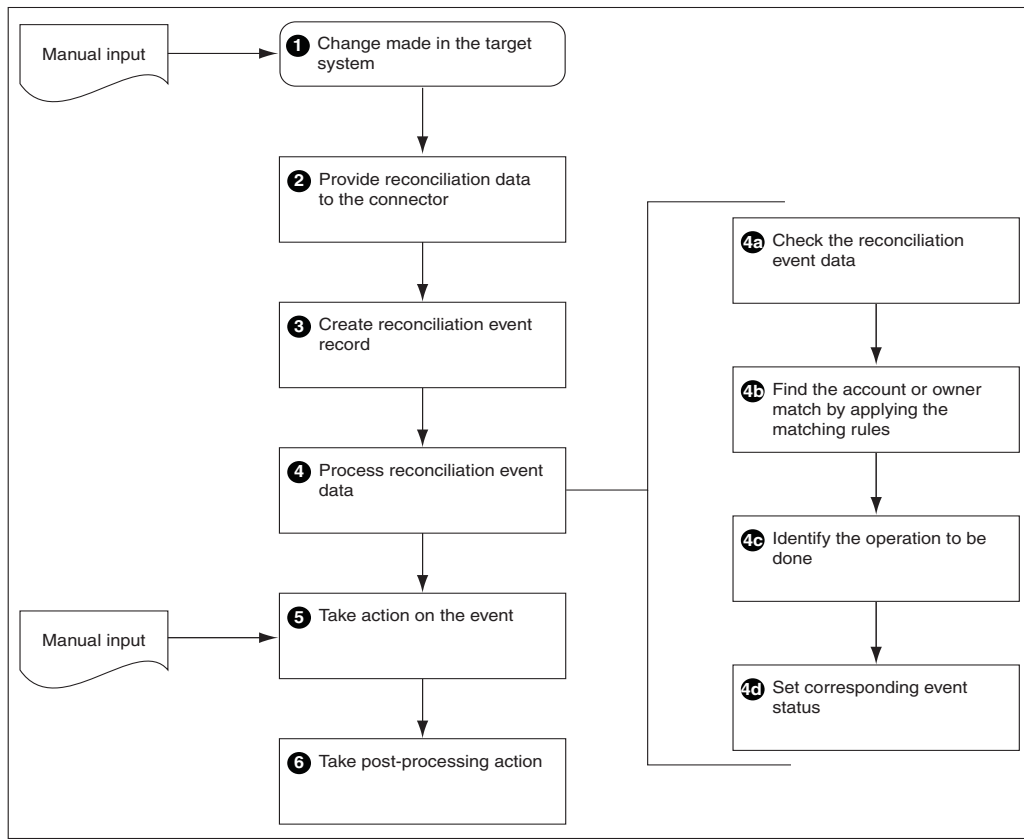 Manual input
1 Change made in the target
system
2 Provide reconciliation data
to the connector
3 Create reconciliation event
record
4 Process reconciliation event
data
4a Check the reconciliation
event data
4b Find the account or owner
match by applying the
matching rules
4c Identify the operation to be
done
4d Set corresponding event
status
Manual input
5 Take action on the event
6 Take post-processing action